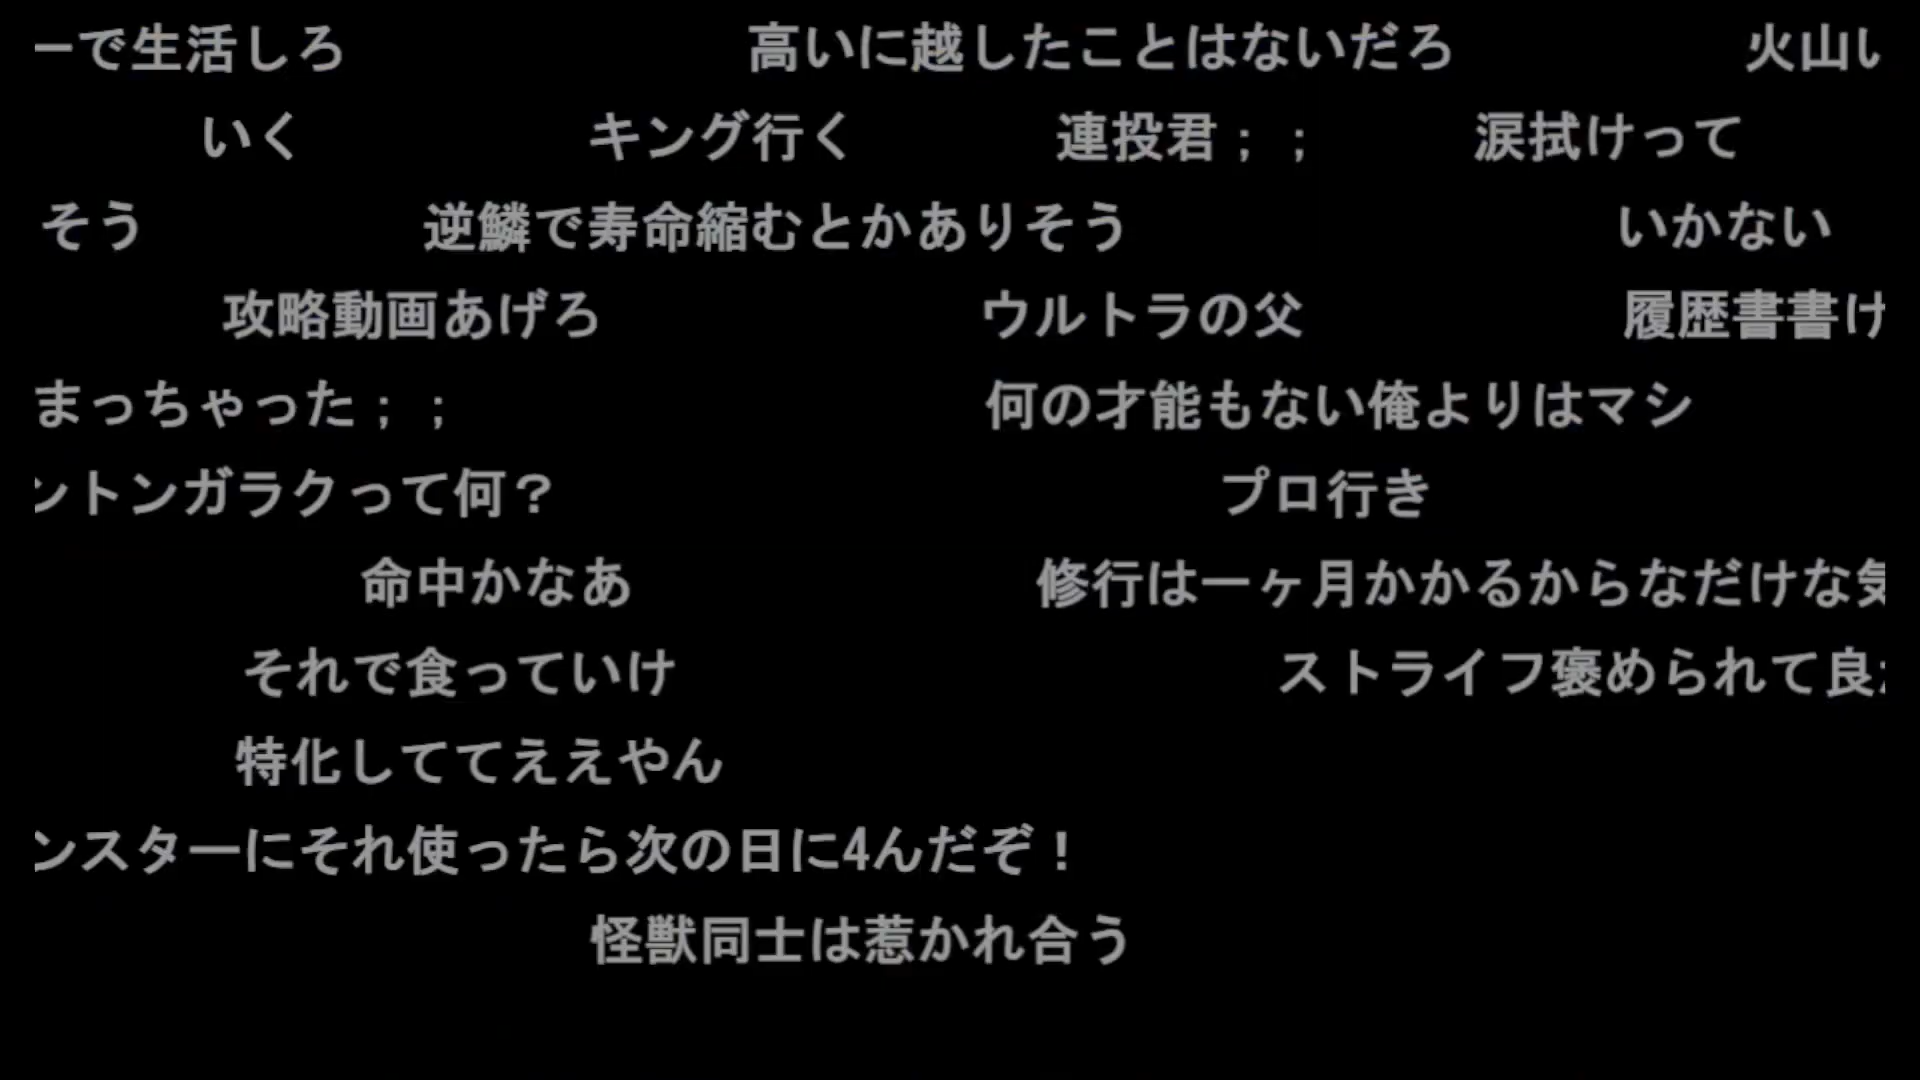 ーで生活しろ 高いに越したことはないだろ 火山い
いく キング行く 連投君；； 涙拭けって
そう 逆鱗で寿命縮むとかありそう いかない
攻略動画あげろ ウルトラの父 履歴書書け
まっちゃった；； 何の才能もない俺よりはマシ
ントンガラクって何？ プロ行き
命中かなあ 修行は一ヶ月かかるからなだけな気
それで食っていけ ストライフ褒められて良か
特化しててええやん
ンスターにそれ使ったら次の日に4んだぞ！
怪獣同士は惹かれ合う